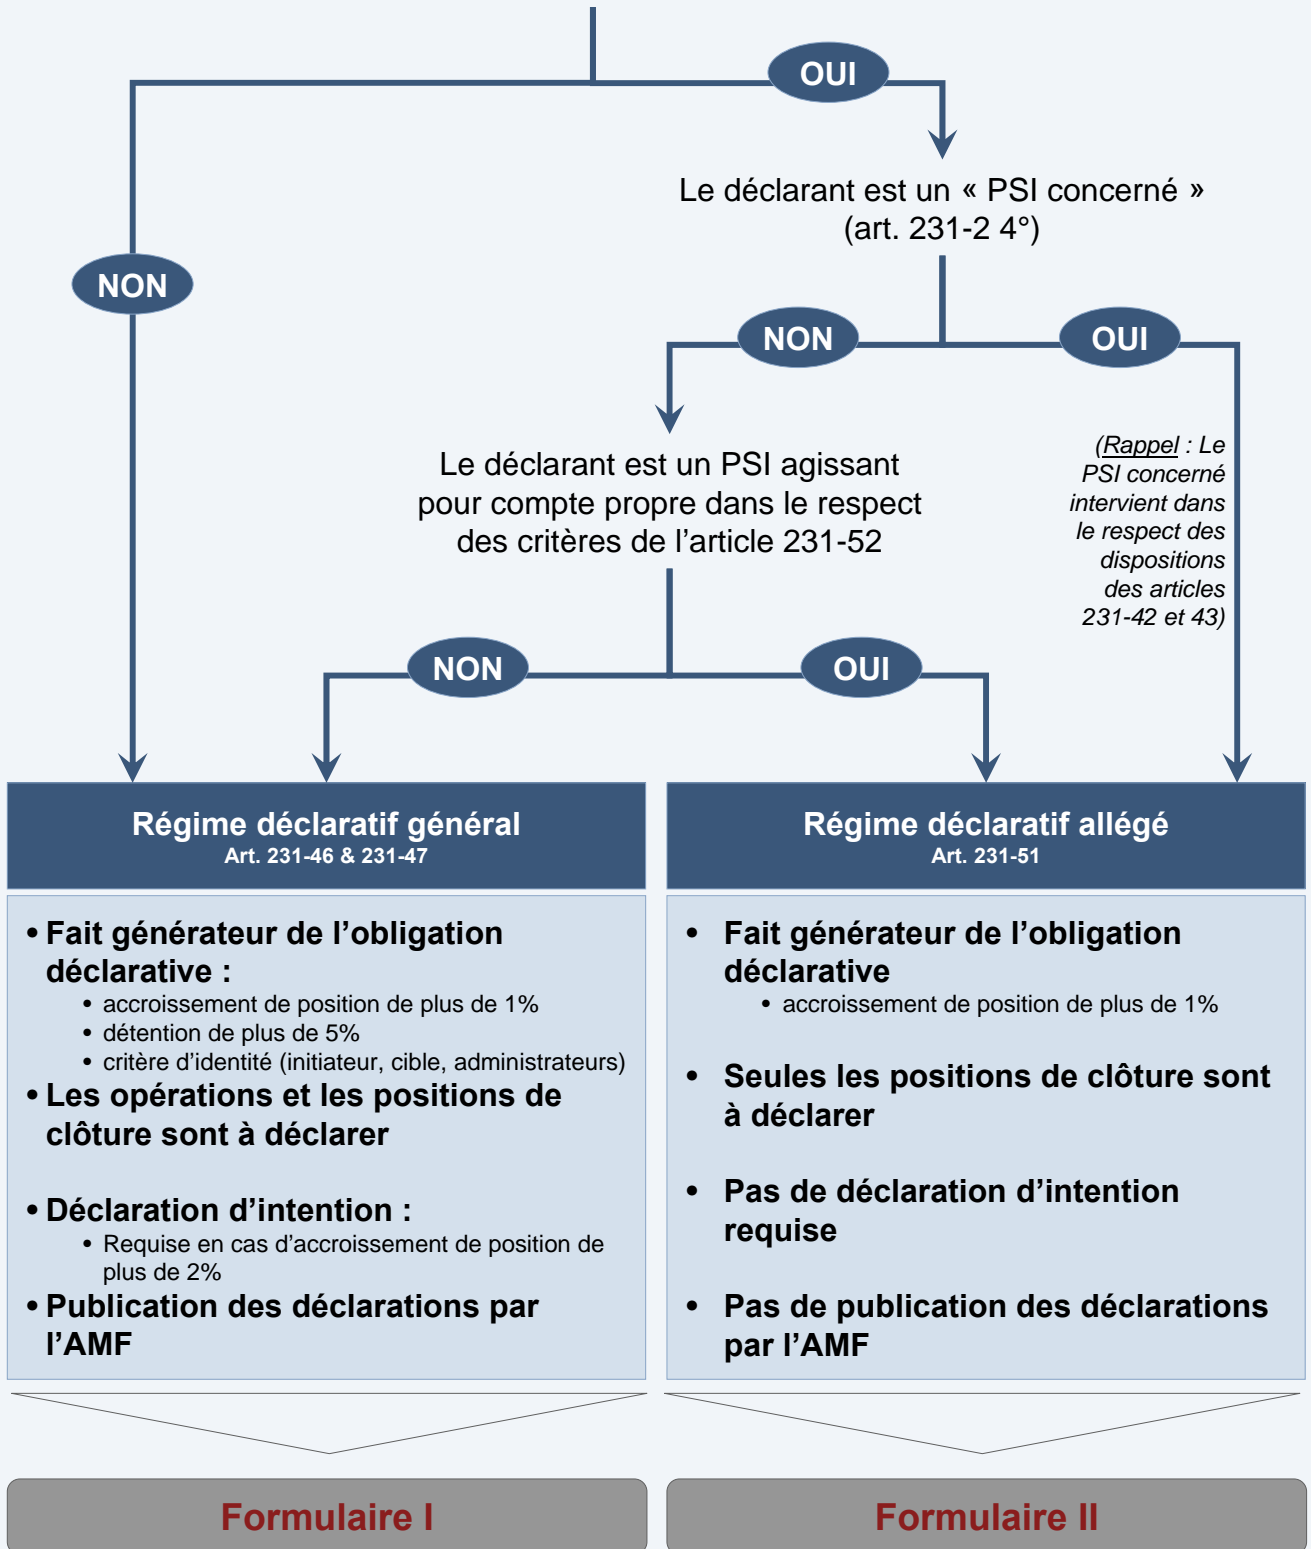 OUI
Le déclarant est un « PSI concerné »
(art. 231-2 4°)
NON
NON
OUI
(Rappel : Le
PSI concerné
intervient dans
le respect des
dispositions
des articles
231-42 et 43)
Le déclarant est un PSI agissant
pour compte propre dans le respect
des critères de l’article 231-52
NON
OUI
Régime déclaratif général
Art. 231-46 & 231-47
• Fait générateur de l’obligation
déclarative :
• accroissement de position de plus de 1%
• détention de plus de 5%
• critère d’identité (initiateur, cible, administrateurs)
• Les opérations et les positions de
clôture sont à déclarer
• Déclaration d’intention :
• Requise en cas d’accroissement de position de
plus de 2%
• Publication des déclarations par
l’AMF
Formulaire I
Régime déclaratif allégé
Art. 231-51
• Fait générateur de l’obligation
déclarative
• accroissement de position de plus de 1%
• Seules les positions de clôture sont
à déclarer
• Pas de déclaration d’intention
requise
• Pas de publication des déclarations
par l’AMF
Formulaire II